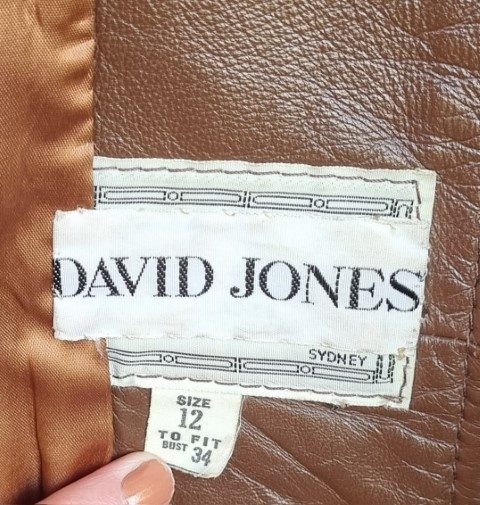 DAVID JONES
SYDNEY
SIZE
12
TO FIT
BUST 34